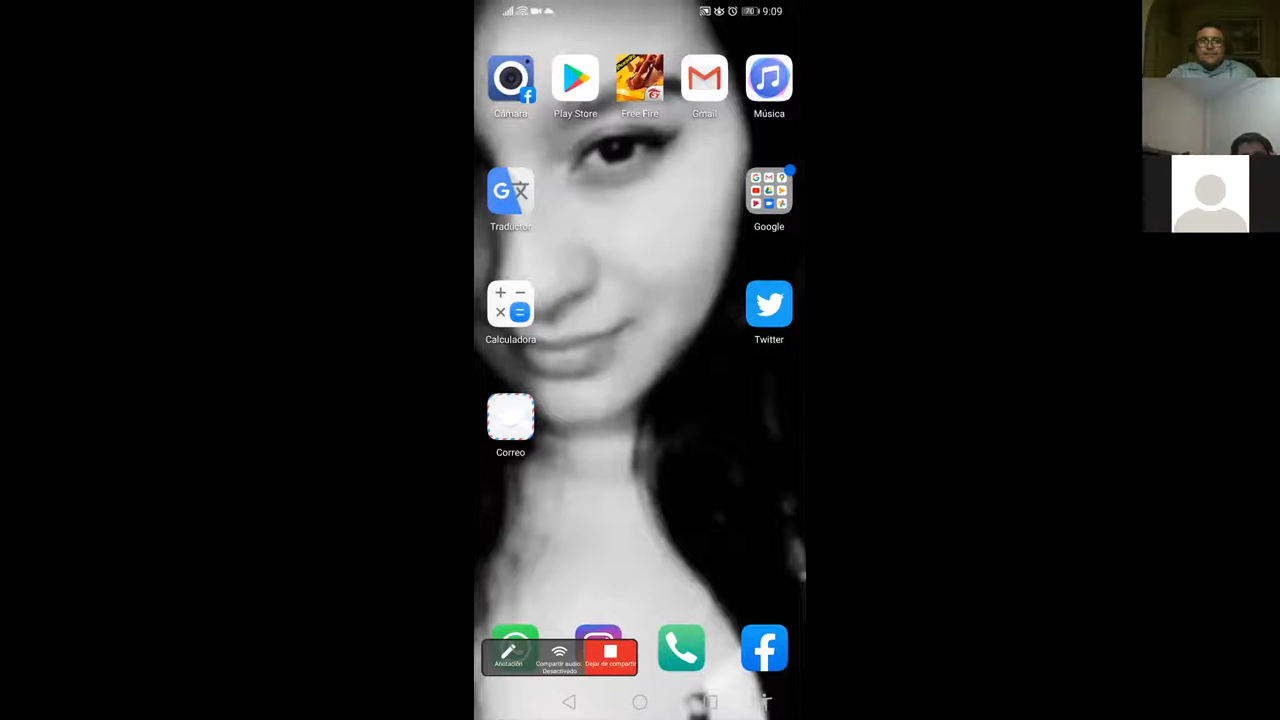 70 9:09
Cámara Play Store Free Fire Gmail Música
Traductor Google
Calculadora Twitter
Correo
Anotación Compartir audio: Desactivado Dejar de compartir